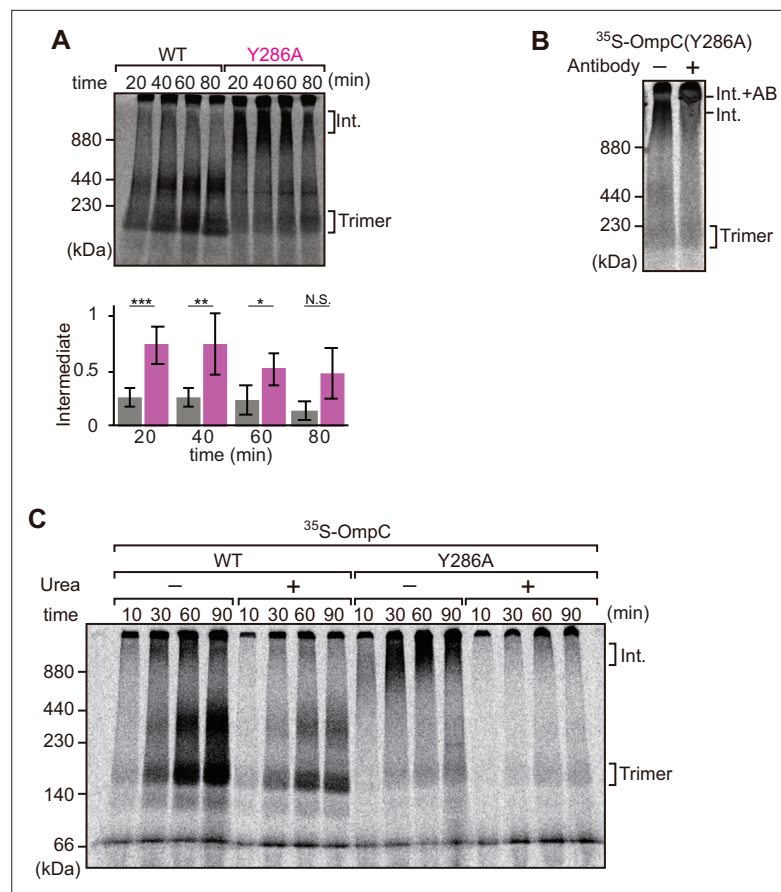 A
WT Y286A
time 20 40 60 80 20 40 60 80 (min)
Int.
880
440
230
Trimer
(kDa)
*** ** * N.S.
1
0.5
0
Intermediate
20 40 60 80
time (min)
B
35S-OmpC(Y286A)
Antibody − +
Int.+AB
Int.
880
440
230
Trimer
(kDa)
C
35S-OmpC
WT Y286A
Urea − + − +
time 10 30 60 90 10 30 60 90 10 30 60 90 10 30 60 90 (min)
Int.
880
440
230
Trimer
140
66
(kDa)